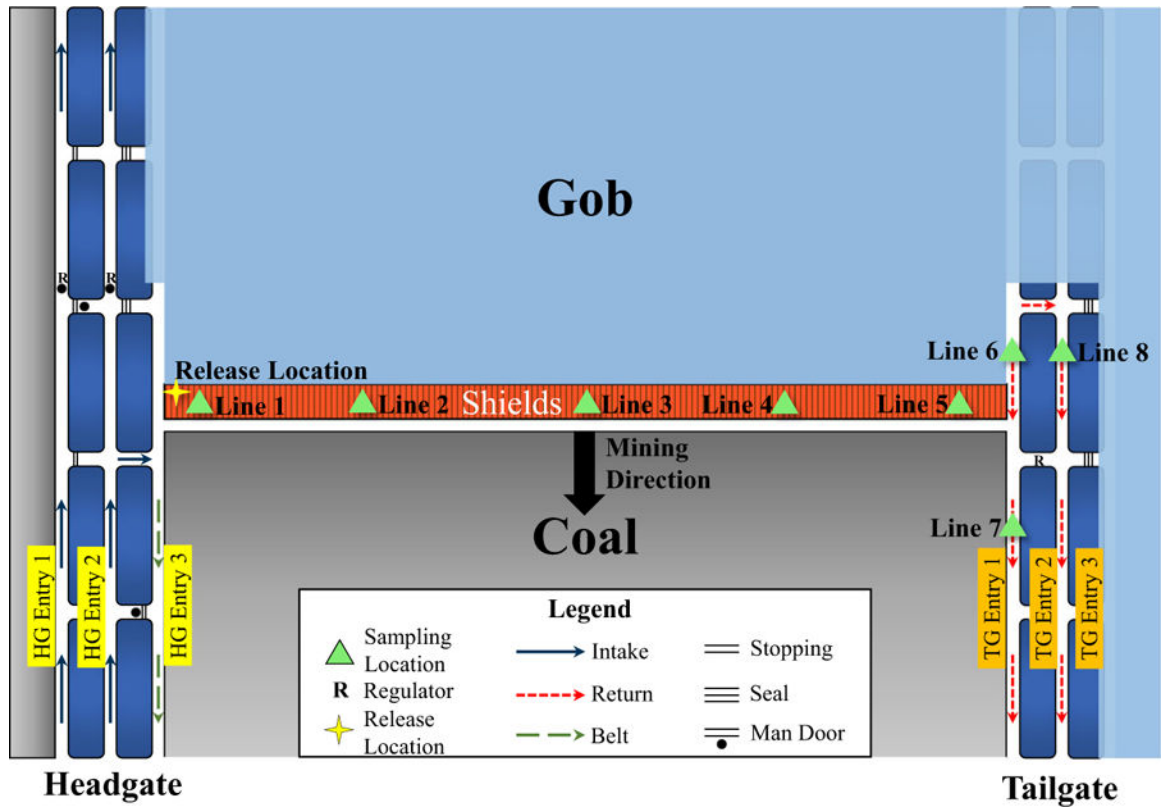 Gob
R
R
Release Location
Line 1
Line 2
Shields
Line 3
Line 4
Line 5
Line 6
Line 8
Mining
Direction
R
Line 7
Coal
HG Entry 1
HG Entry 2
HG Entry 3
TG Entry 1
TG Entry 2
TG Entry 3
Legend
Sampling
Location
Intake
Stopping
R
Regulator
Return
Seal
Release
Location
Belt
Man Door
Headgate
Tailgate